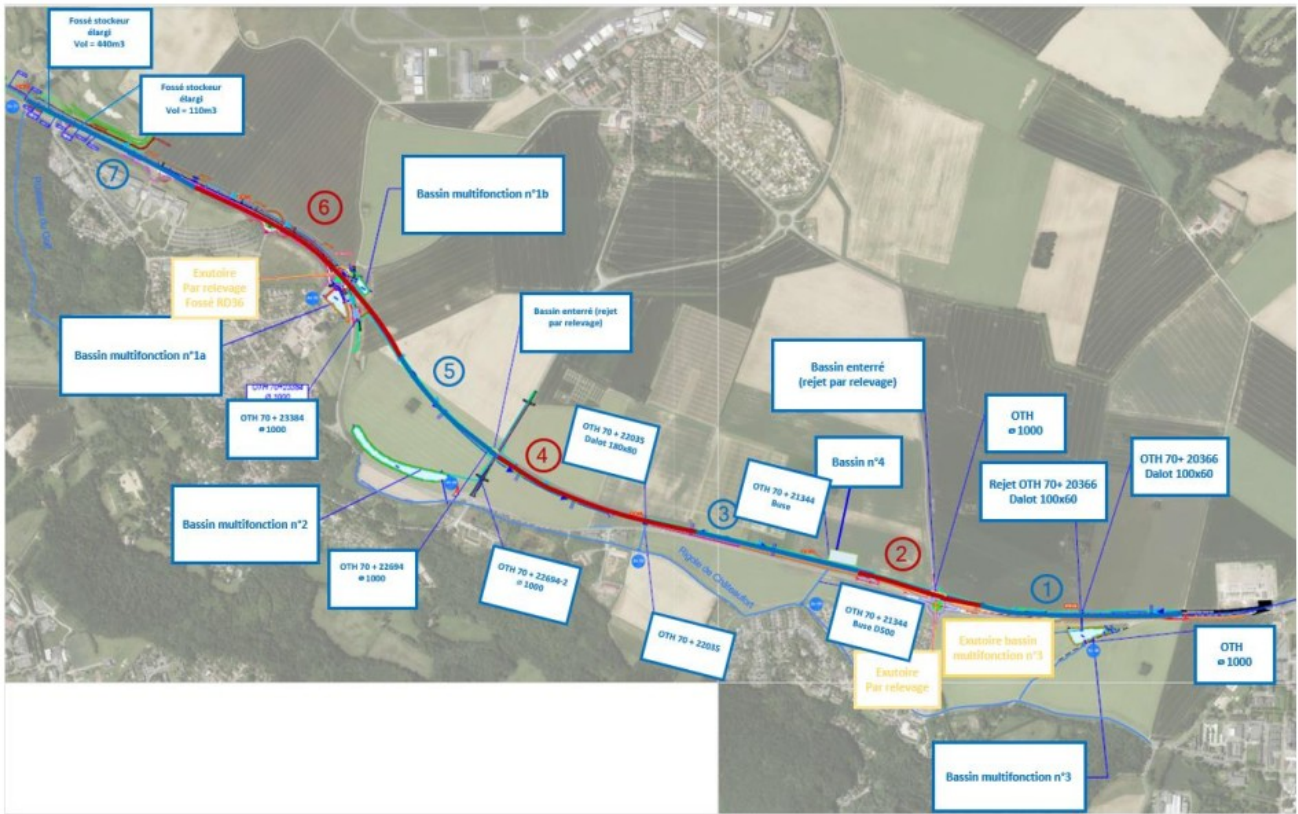 Fossé stockeur
élargi
Vol = 440m3
Fossé stockeur
élargi
Vol = 110m3
7
6
Bassin multifonction n°1b
Exutoire
Par relevage
Fossé RD36
Bassin multifonction n°1a
Bassin enterré (rejet
par relevage)
5
Ø 1000
OTH 70 + 23384
ø 1000
Bassin enterré
(rejet par relevage)
OTH
ø 1000
OTH 70 + 22035
Dalot 180x80
4
Bassin n°4
OTH 70+ 20366
Dalot 100x60
Rejet OTH 70+ 20366
Dalot 100x60
OTH 70 + 21344
Buse
3
Bassin multifonction n°2
2
OTH 70 + 22694
ø 1000
OTH 70 + 22694-2
ø 1000
Rigole de Châteaufort
1
OTH 70 + 21344
Buse D500
OTH 70 + 22035
Exutoire bassin
multifonction n°3
Exutoire
Par relevage
OTH
ø 1000
Bassin multifonction n°3